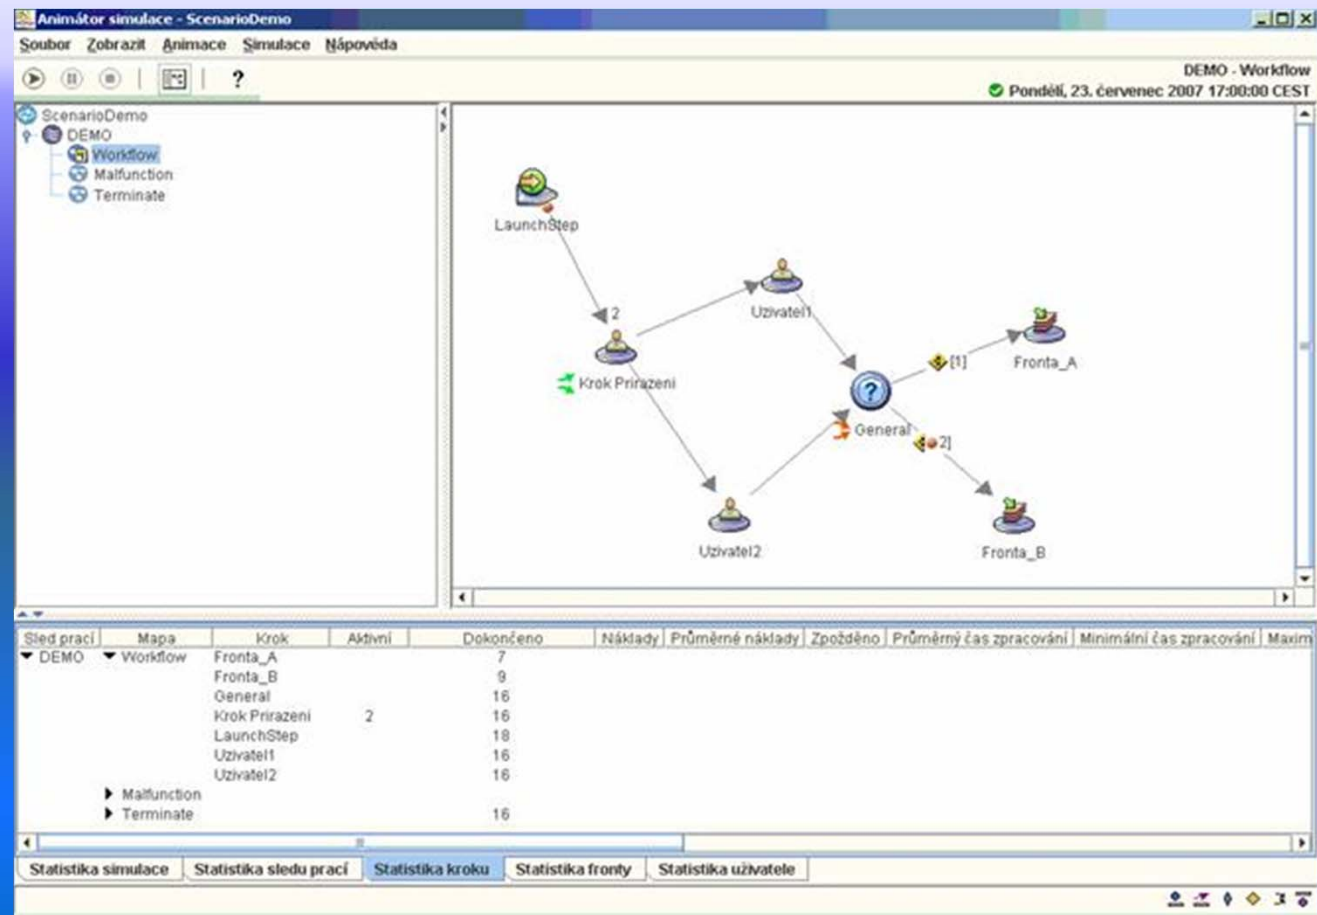 Animátor simulace - ScenarioDemo
Soubor Zobrazit Animace Simulace Nápověda
?
DEMO - Workflow
Pondělí, 23. červenec 2007 17:00:00 CEST
ScenarioDemo
DEMO
Workflow
Malfunction
Terminate
LaunchStep
2
Uzivatel1
Krok Prirazeni
[1]
Fronta_A
?
General
2]
Uzivatel2
Fronta_B
Sled prací Mapa Krok Aktivní Dokončeno Náklady Průměrné náklady Zpožděno Průměrný čas zpracování Minimální čas zpracování Maxim
DEMO Workflow Fronta_A 7
Fronta_B 9
General 16
Krok Prirazeni 2 16
LaunchStep 18
Uzivatel1 16
Uzivatel2 16
Malfunction
Terminate 16
Statistika simulace Statistika sledu prací Statistika kroku Statistika fronty Statistika uživatele